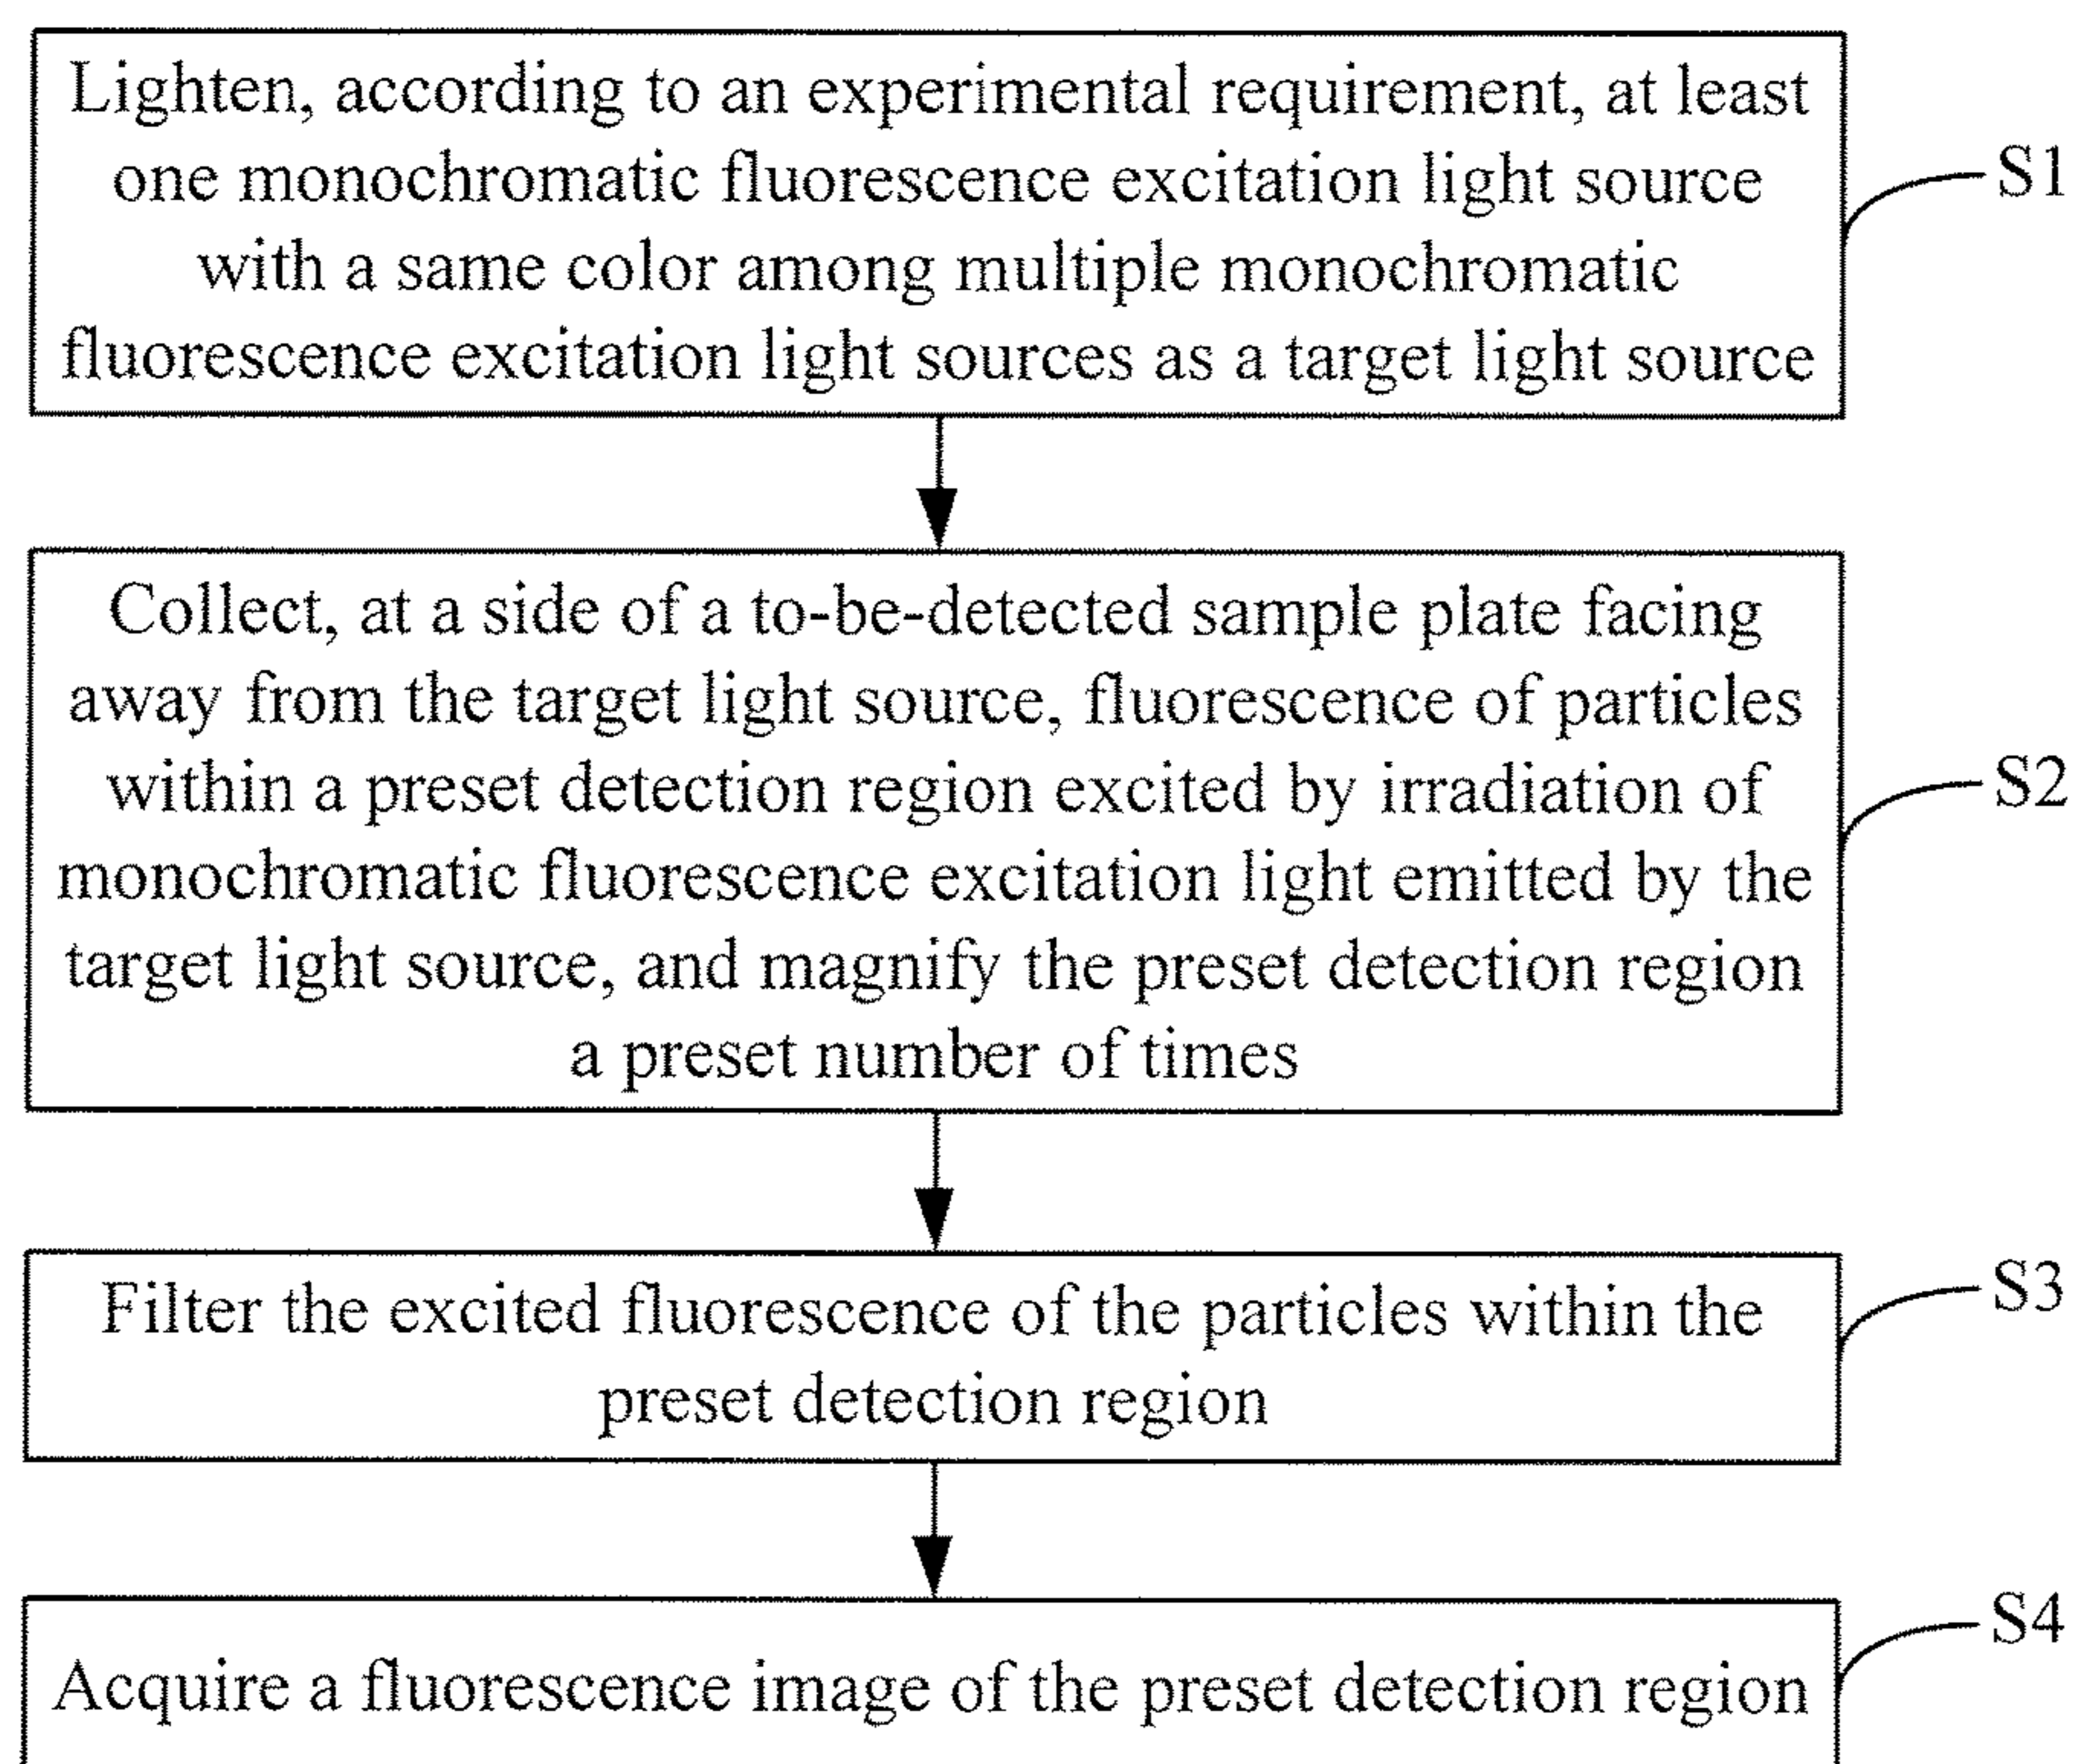 Lighten, according to an experimental requirement, at least
one monochromatic fluorescence excitation light source
with a same color among multiple monochromatic
fluorescence excitation light sources as a target light source
S1
Collect, at a side of a to-be-detected sample plate facing
away from the target light source, fluorescence of particles
within a preset detection region excited by irradiation of
monochromatic fluorescence excitation light emitted by the
target light source, and magnify the preset detection region
a preset number of times
S2
Filter the excited fluorescence of the particles within the
preset detection region
S3
Acquire a fluorescence image of the preset detection region
S4